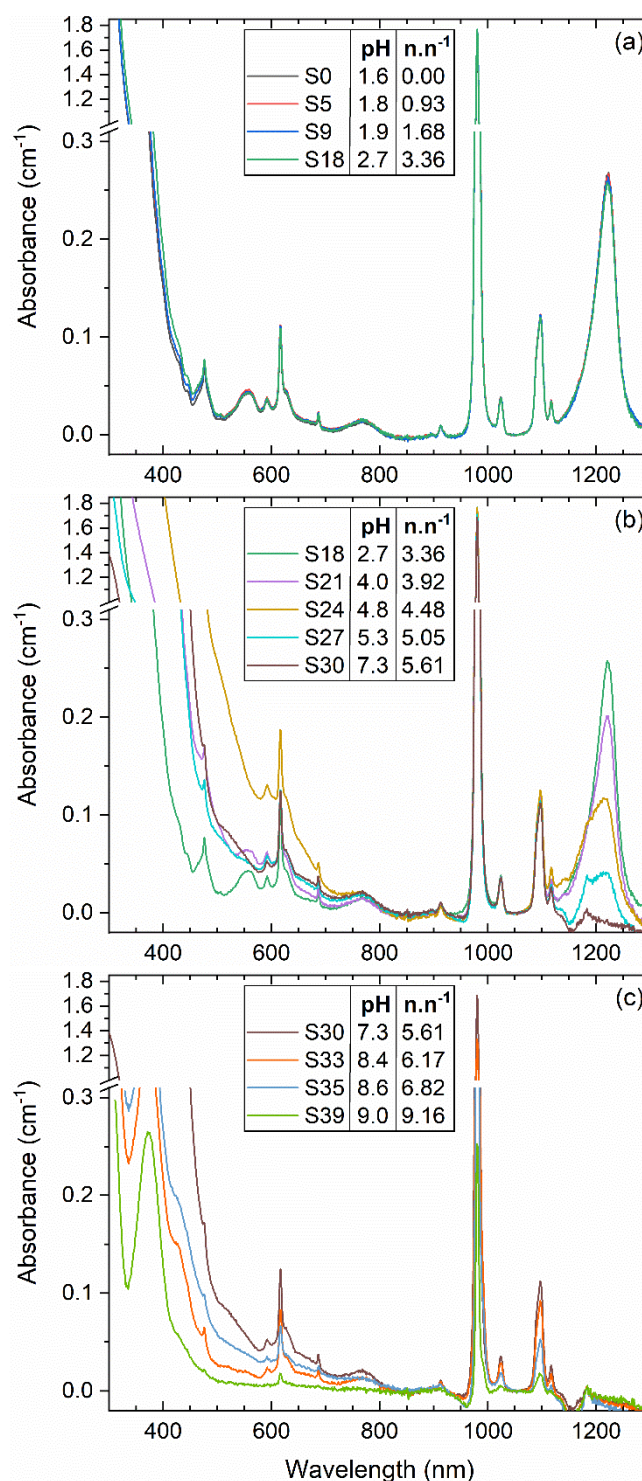 (a)
pH n.n⁻¹
S0 1.6 0.00
S5 1.8 0.93
S9 1.9 1.68
S18 2.7 3.36
1.8
1.6
1.4
1.2
0.3
0.2
0.1
0.0
Absorbance (cm⁻¹)
400 600 800 1000 1200
(b)
pH n.n⁻¹
S18 2.7 3.36
S21 4.0 3.92
S24 4.8 4.48
S27 5.3 5.05
S30 7.3 5.61
1.8
1.6
1.4
1.2
0.3
0.2
0.1
0.0
Absorbance (cm⁻¹)
400 600 800 1000 1200
(c)
pH n.n⁻¹
S30 7.3 5.61
S33 8.4 6.17
S35 8.6 6.82
S39 9.0 9.16
1.8
1.6
1.4
1.2
0.3
0.2
0.1
0.0
Absorbance (cm⁻¹)
400 600 800 1000 1200
Wavelength (nm)